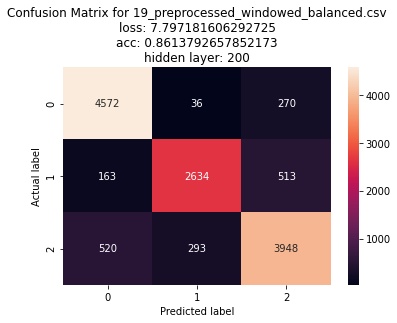 Confusion Matrix for 19_preprocessed_windowed_balanced.csv
loss: 7.797181606292725
acc: 0.8613792657852173
hidden layer: 200
0 4572 36 270
1 163 2634 513
2 520 293 3948
0 1 2
Actual label
Predicted label
4000
3000
2000
1000